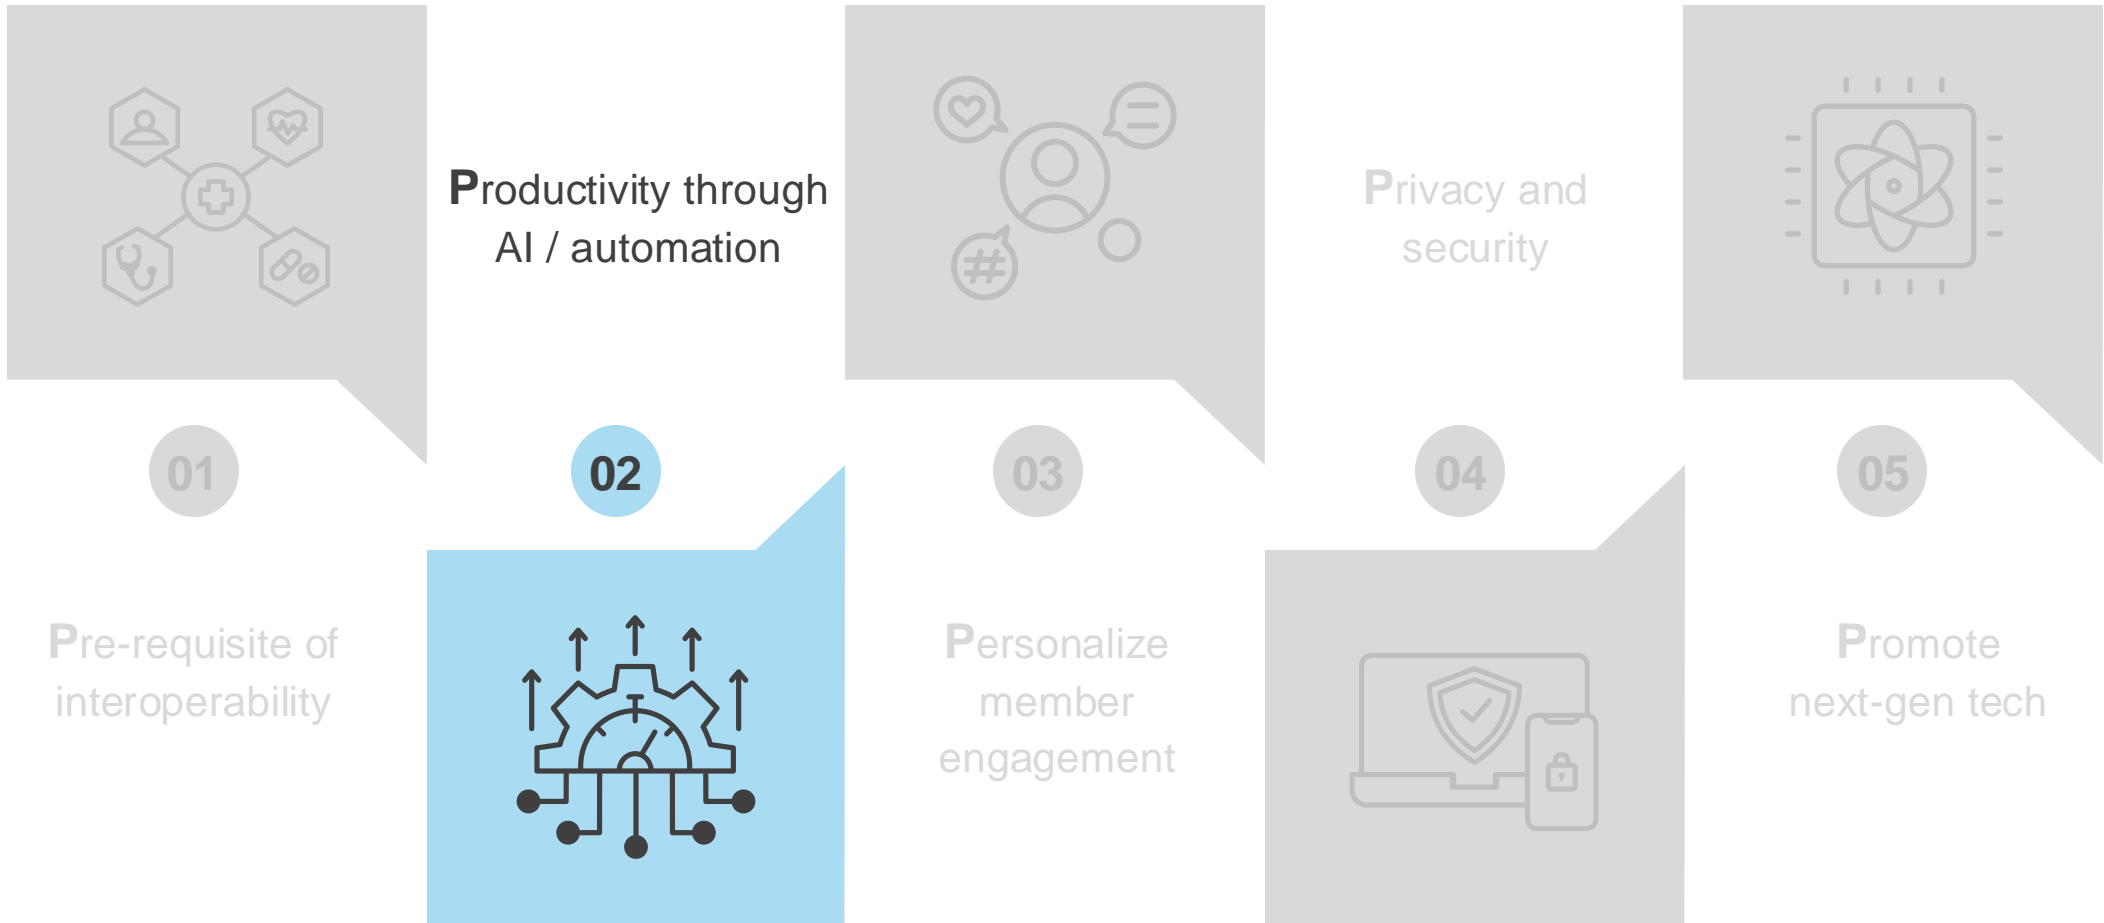 01
Pre-requisite of
interoperability
Productivity through
AI / automation
02
03
Personalize
member
engagement
Privacy and
security
04
05
Promote
next-gen tech